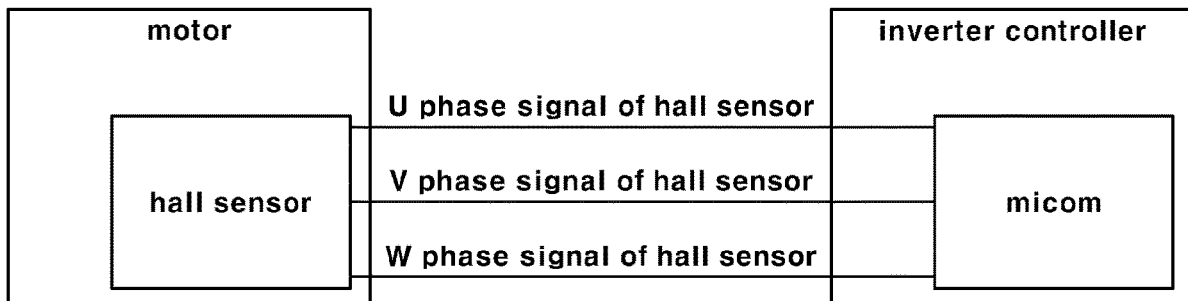 motor
inverter controller
U phase signal of hall sensor
V phase signal of hall sensor
hall sensor
micom
W phase signal of hall sensor